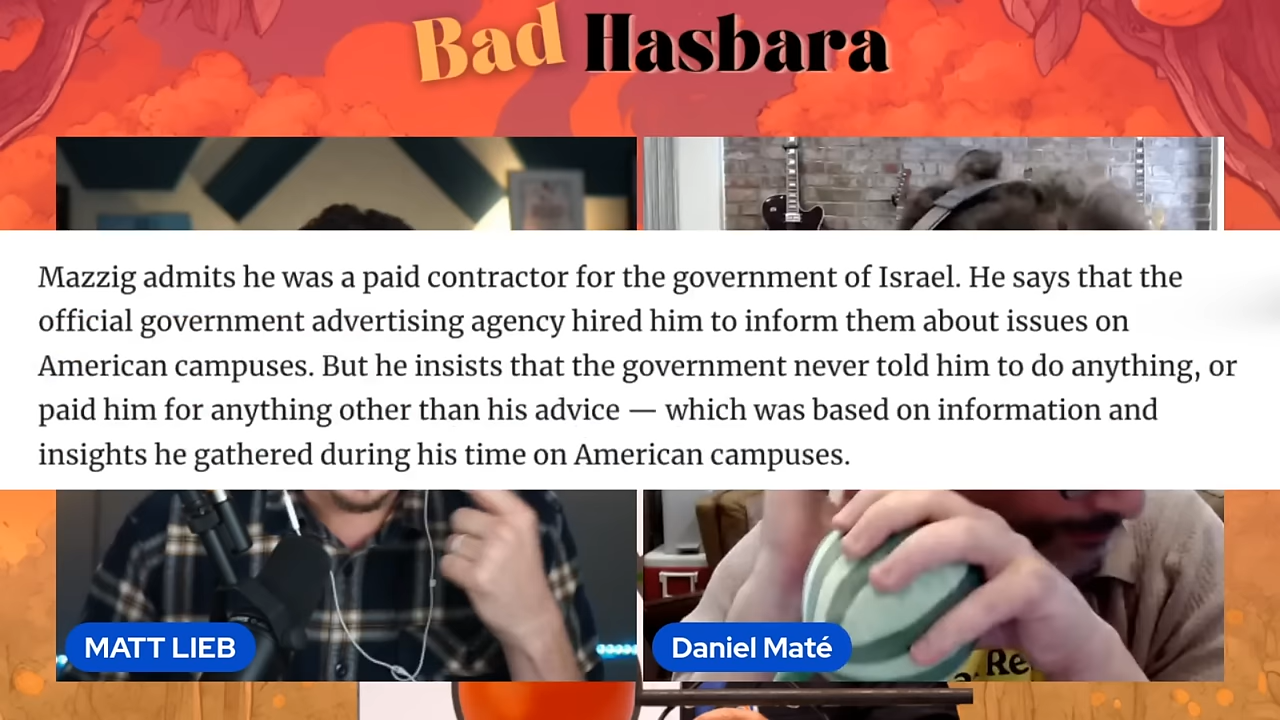 Bad Hasbara
Mazzig admits he was a paid contractor for the government of Israel. He says that the
official government advertising agency hired him to inform them about issues on
American campuses. But he insists that the government never told him to do anything, or
paid him for anything other than his advice — which was based on information and
insights he gathered during his time on American campuses.
MATT LIEB
Daniel Maté